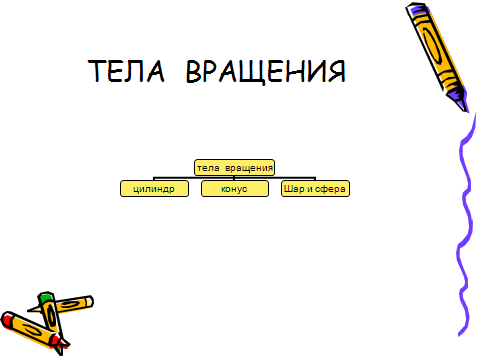 ТЕЛА ВРАЩЕНИЯ
тела вращения
цилиндр
конус
Шар и сфера